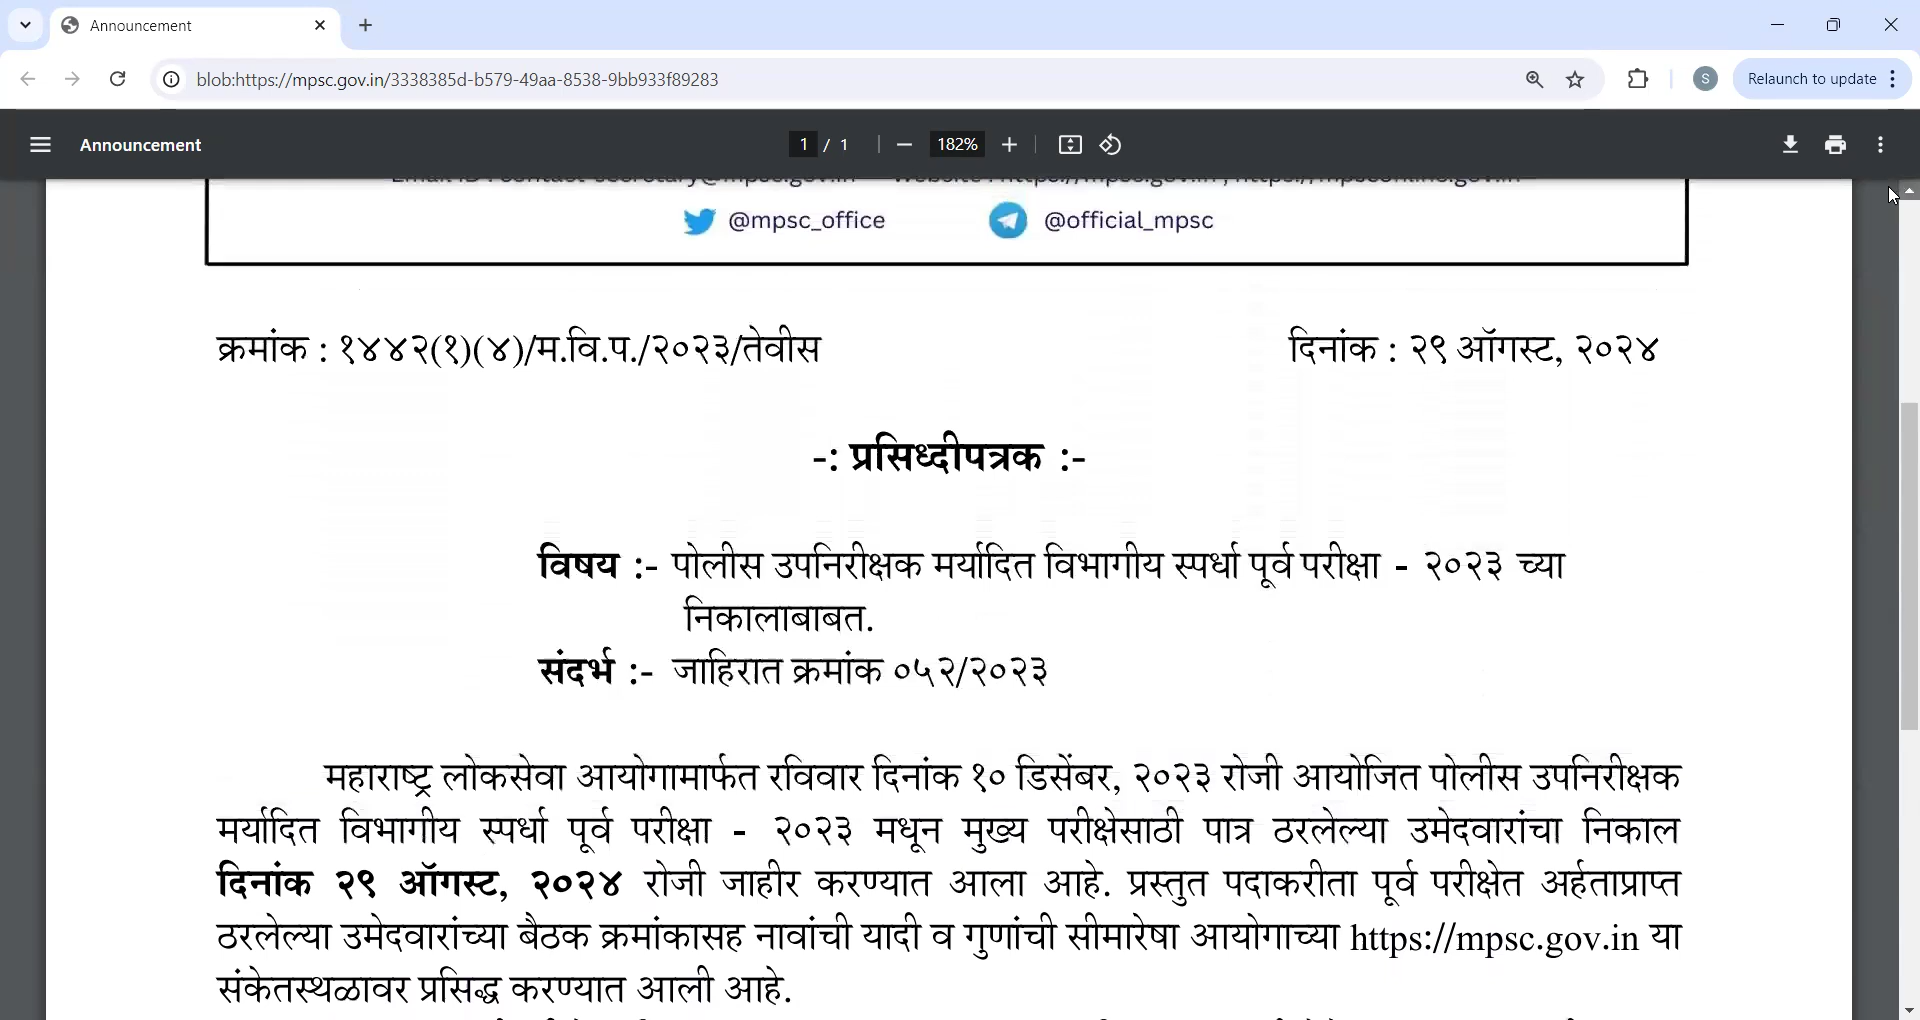 Announcement
blob:https://mpsc.gov.in/3338385d-b579-49aa-8538-9bb933f89283
S
Relaunch to update
Announcement
1 / 1
182%
@mpsc_office @official_mpsc
क्रमांक : १४४२(१)(४)/म.वि.प./२०२३/तेवीस दिनांक : २९ ऑगस्ट, २०२४
-: प्रसिध्दीपत्रक :-
विषय :- पोलीस उपनिरीक्षक मर्यादित विभागीय स्पर्धा पूर्व परीक्षा - २०२३ च्या
निकालाबाबत.
संदर्भ :- जाहिरात क्रमांक ०५२/२०२३
महाराष्ट्र लोकसेवा आयोगामार्फत रविवार दिनांक १० डिसेंबर, २०२३ रोजी आयोजित पोलीस उपनिरीक्षक
मर्यादित विभागीय स्पर्धा पूर्व परीक्षा - २०२३ मधून मुख्य परीक्षेसाठी पात्र ठरलेल्या उमेदवारांचा निकाल
दिनांक २९ ऑगस्ट, २०२४ रोजी जाहीर करण्यात आला आहे. प्रस्तुत पदाकरीता पूर्व परीक्षेत अर्हताप्राप्त
ठरलेल्या उमेदवारांच्या बैठक क्रमांकासह नावांची यादी व गुणांची सीमारेषा आयोगाच्या https://mpsc.gov.in या
संकेतस्थळावर प्रसिद्ध करण्यात आली आहे.